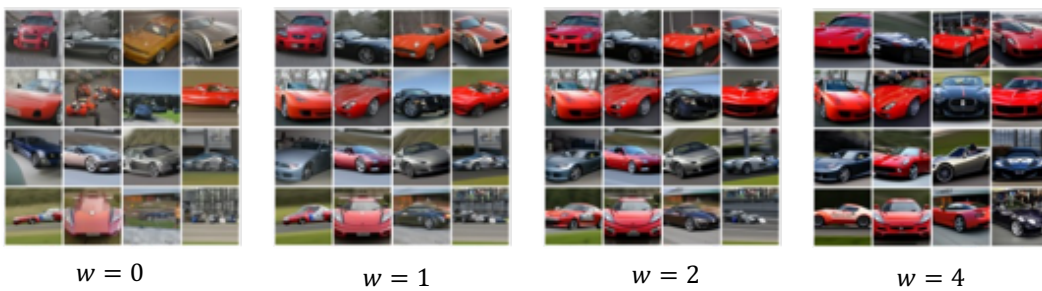 w = 0
w = 1
w = 2
w = 4